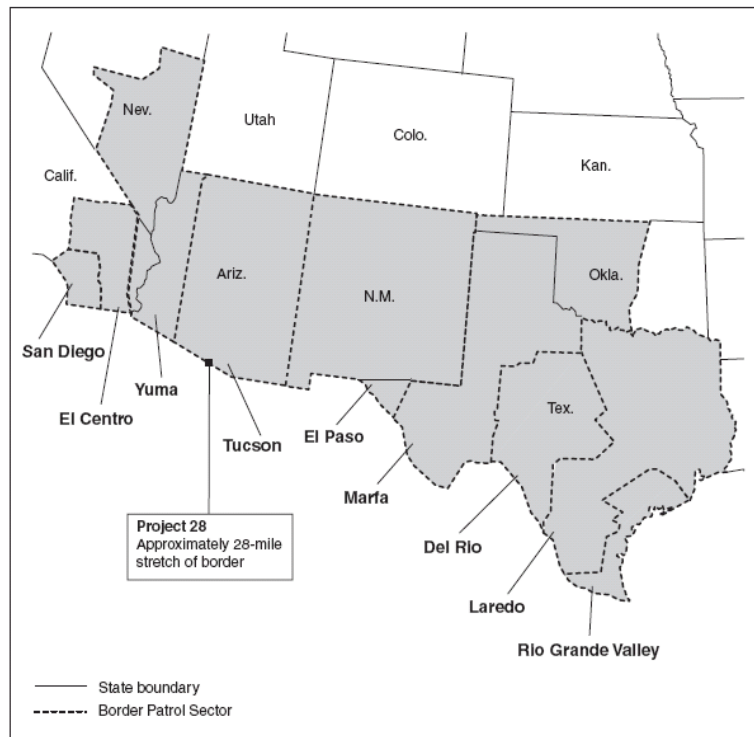 Nev.
Utah
Colo.
Kan.
Calif.
Ariz.
N.M.
Okla.
San Diego
Yuma
El Centro
Tucson
El Paso
Tex.
Marfa
Del Rio
Laredo
Rio Grande Valley
Project 28
Approximately 28-mile
stretch of border
State boundary
Border Patrol Sector